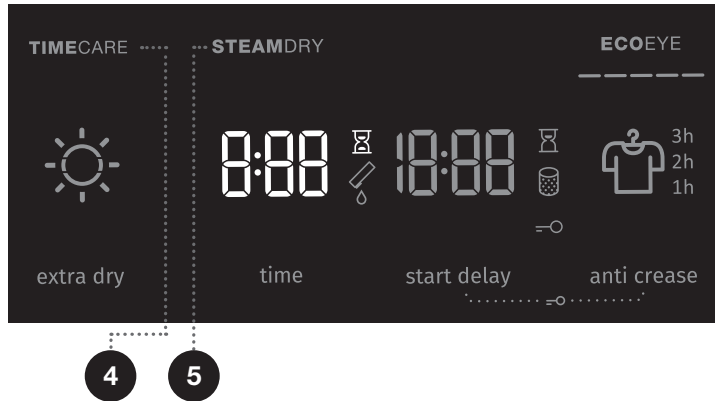 TIMECARE
STEAMDRY
ECOEYE
8:88
18:88
3h
2h
1h
extra dry
time
start delay
anti crease
4
5